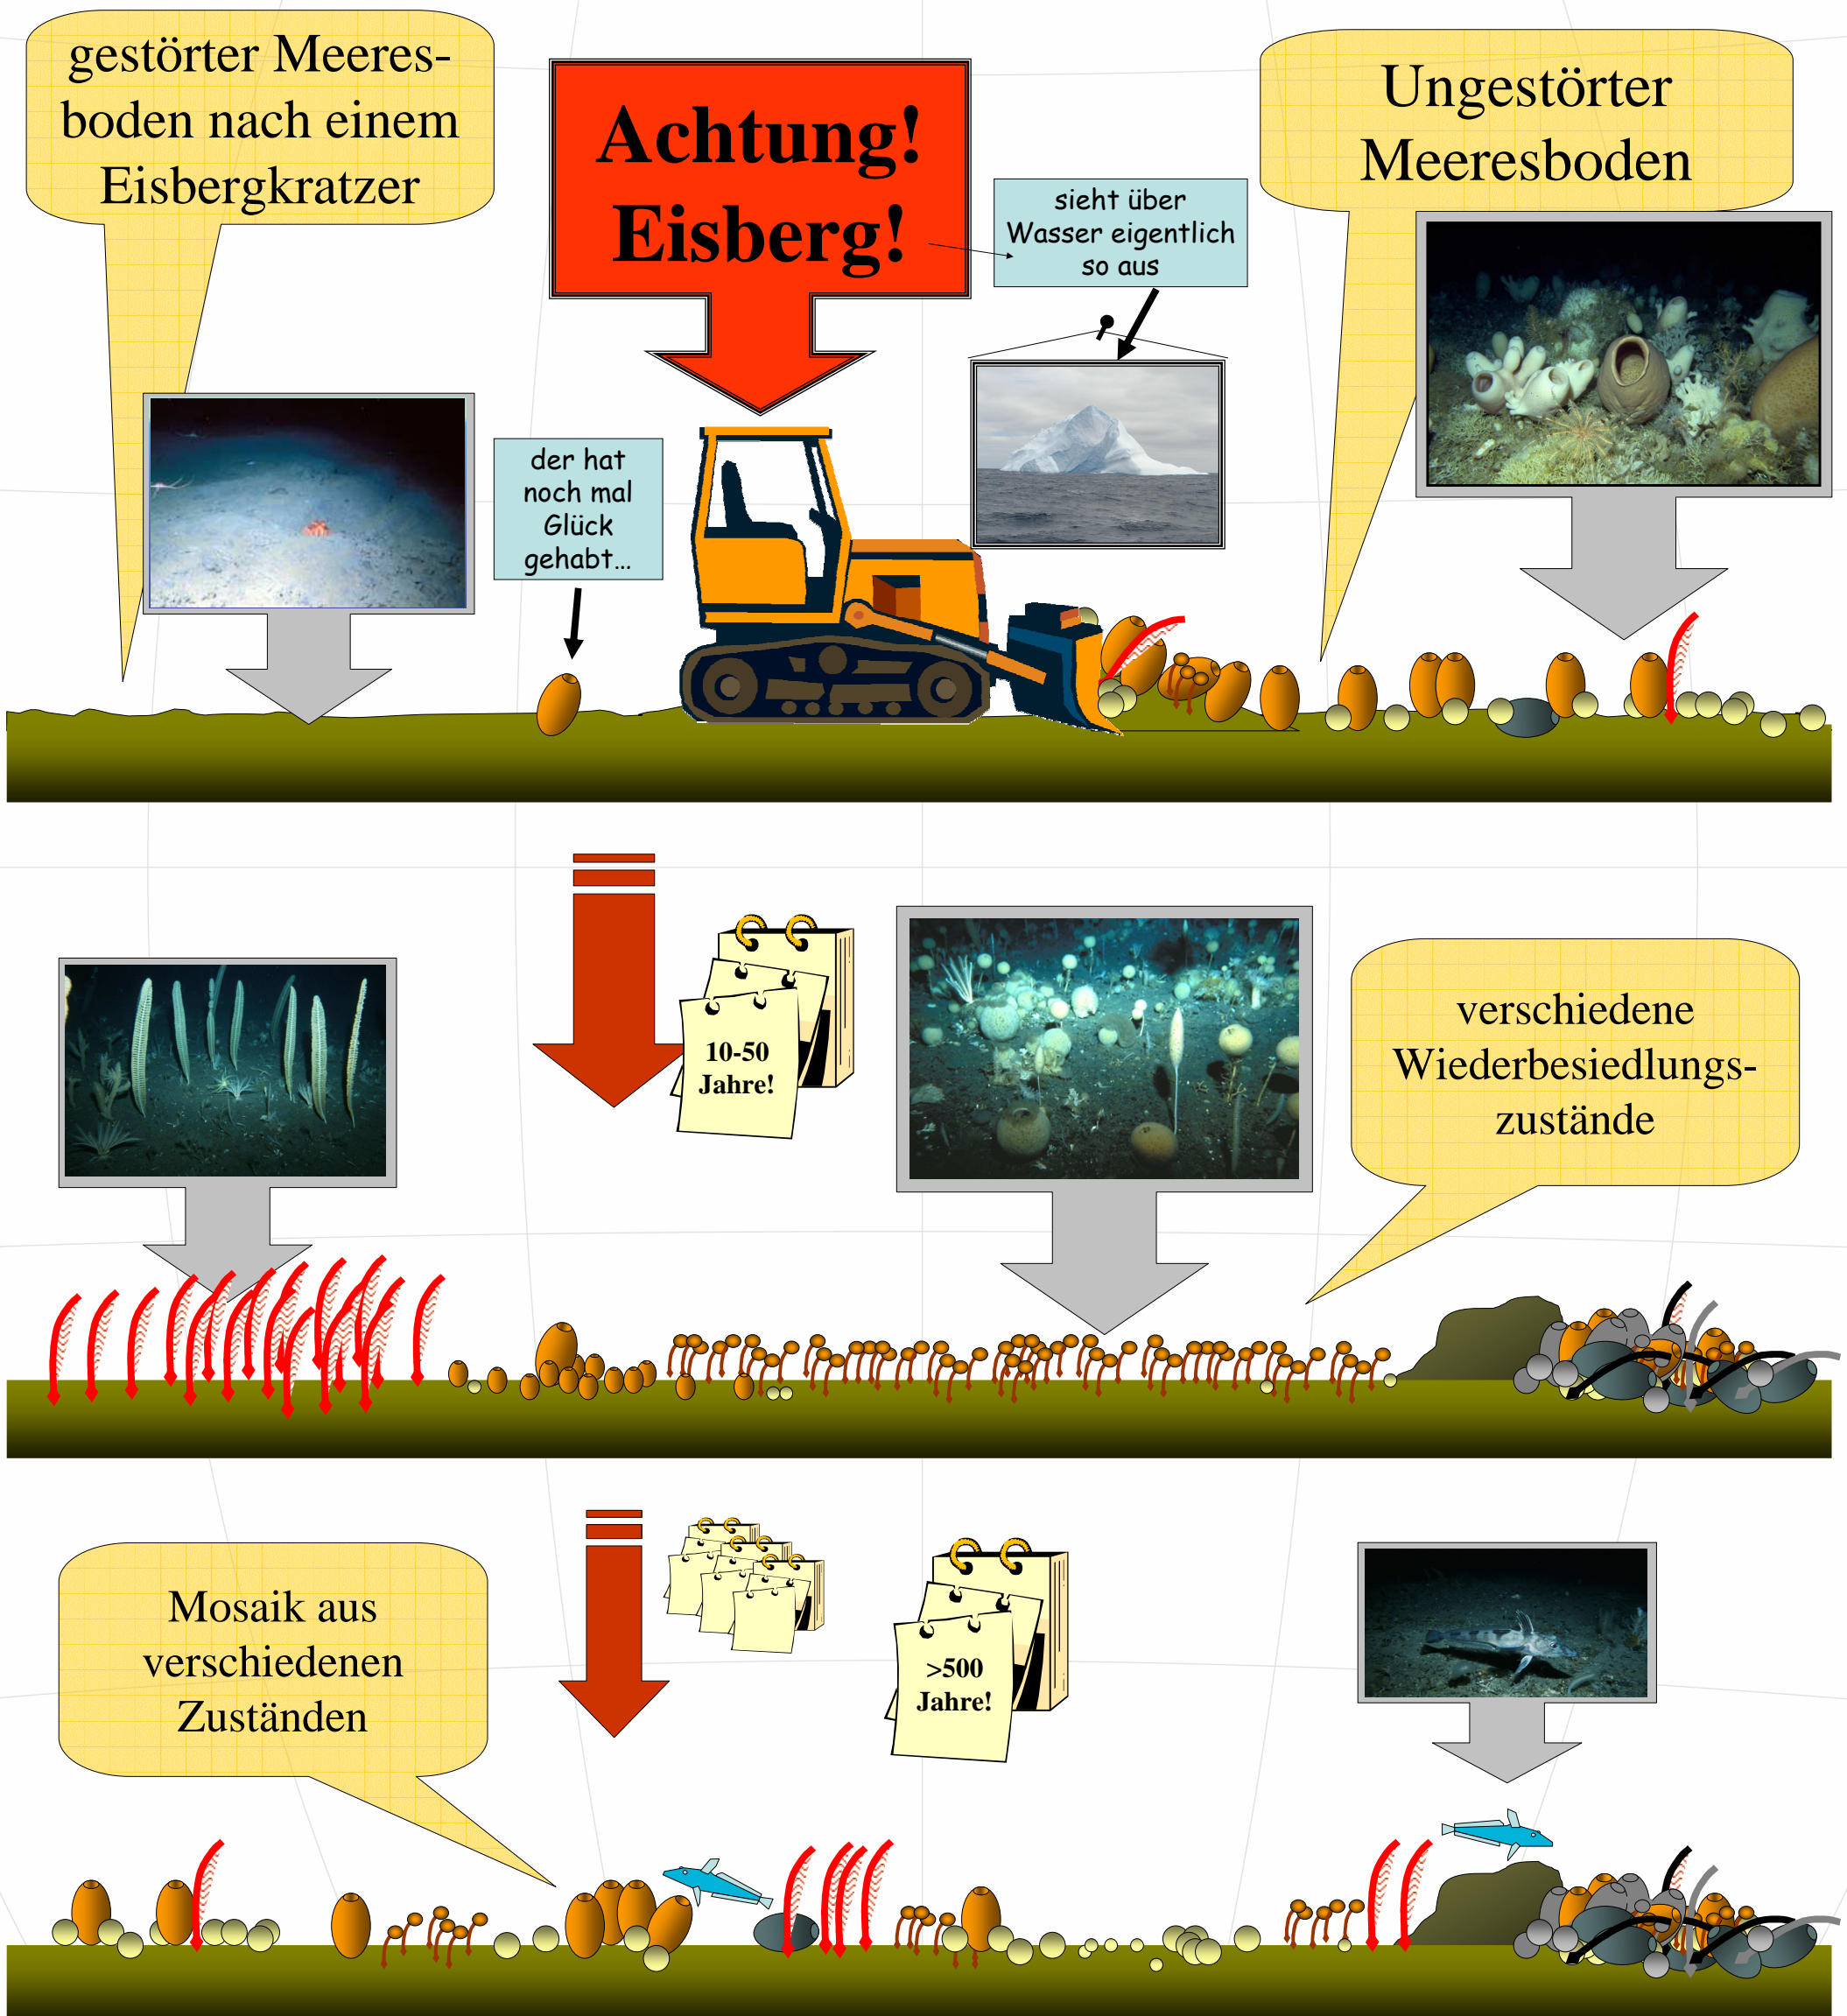 gestörter Meeres-
boden nach einem
Eisbergkratzer
Achtung!
Eisberg!
sieht über
Wasser eigentlich
so aus
Ungestörter
Meeresboden
der hat
noch mal
Glück
gehabt…
10-50
Jahre!
verschiedene
Wiederbesiedlungs-
zustände
Mosaik aus
verschiedenen
Zuständen
>500
Jahre!